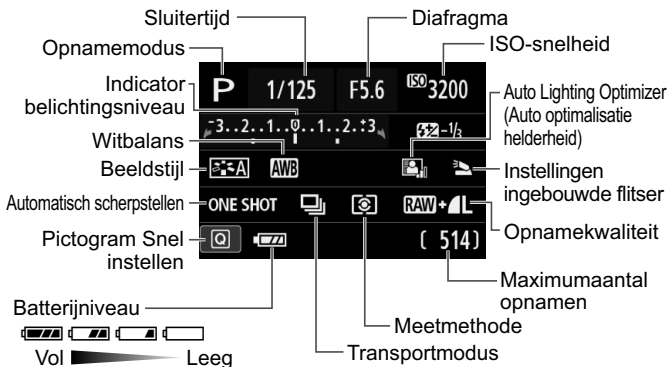 Sluitertijd
Diafragma
Opnamemodus
ISO-snelheid
P 1/125 F5.6 ISO 3200
Indicator
belichtingsniveau
Auto Lighting Optimizer
(Auto optimalisatie
helderheid)
-3..2..1..0..1..2.:3 -1/3
Witbalans
Beeldstijl
A AWB
Instellingen
ingebouwde flitser
Automatisch scherpstellen
ONE SHOT RAW+L
Opnamekwaliteit
Pictogram Snel
instellen
Q (514)
Maximumaantal
opnamen
Batterijniveau
Meetmethode
Transportmodus
Vol Leeg